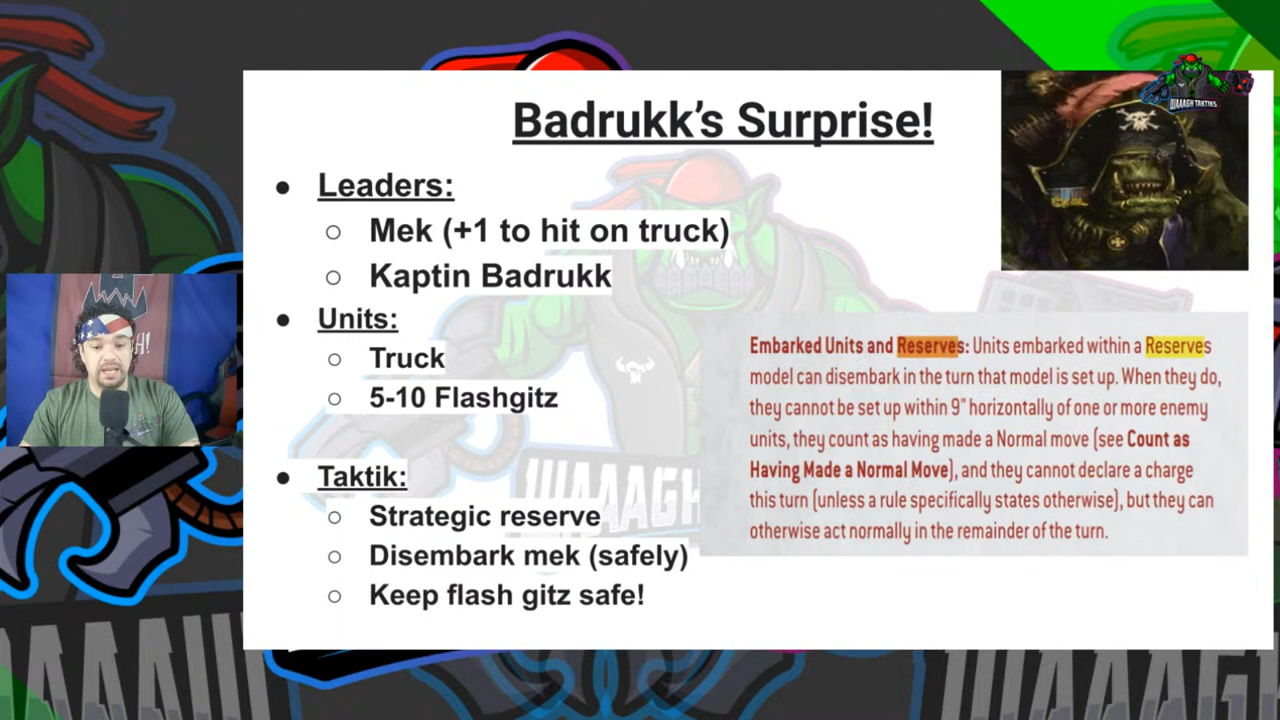 Badrukk's Surprise!
WAAAGH TAKTIKS
● Leaders:
○ Mek (+1 to hit on truck)
○ Kaptin Badrukk
● Units:
○ Truck
○ 5-10 Flashgitz
● Taktik:
○ Strategic reserve
○ Disembark mek (safely)
○ Keep flash gitz safe!
Embarked Units and Reserves: Units embarked within a Reserves
model can disembark in the turn that model is set up. When they do,
they cannot be set up within 9" horizontally of one or more enemy
units, they count as having made a Normal move (see Count as
Having Made a Normal Move), and they cannot declare a charge
this turn (unless a rule specifically states otherwise), but they can
otherwise act normally in the remainder of the turn.
WAAAGH